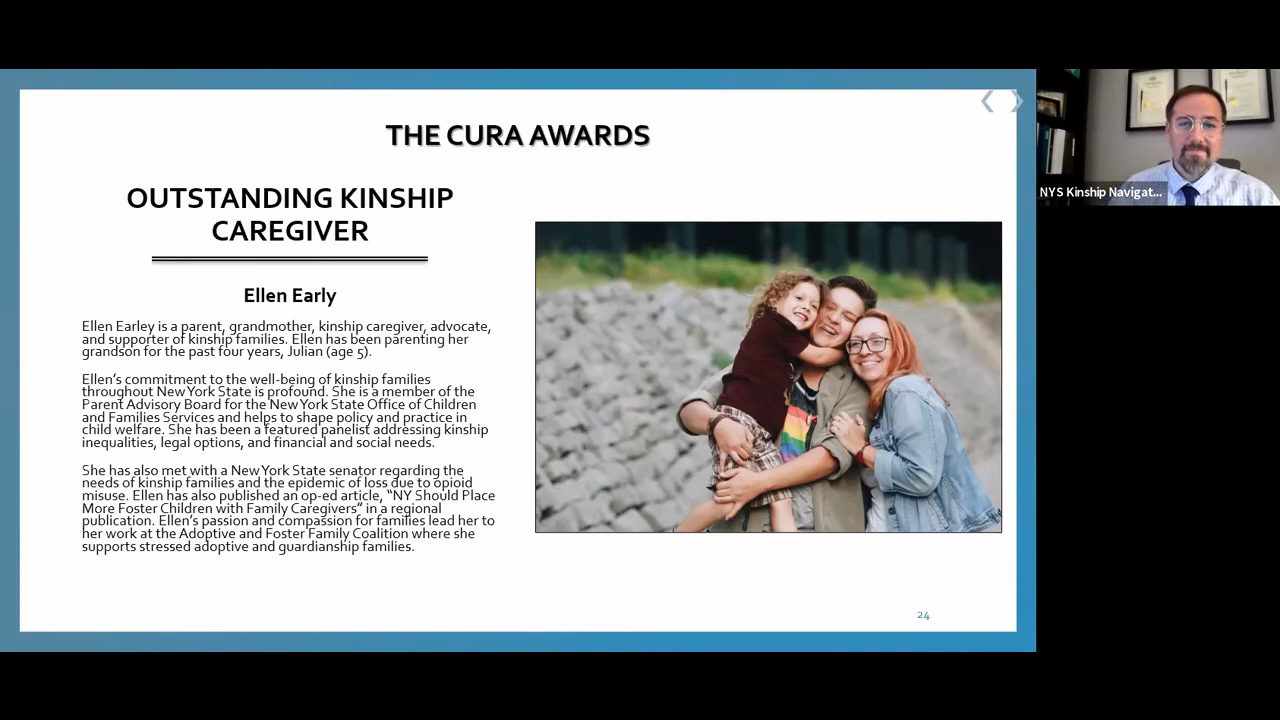 THE CURA AWARDS
OUTSTANDING KINSHIP
CAREGIVER
Ellen Early
Ellen Earley is a parent, grandmother, kinship caregiver, advocate,
and supporter of kinship families. Ellen has been parenting her
grandson for the past four years, Julian (age 5).
Ellen’s commitment to the well-being of kinship families
throughout New York State is profound. She is a member of the
Parent Advisory Board for the New York State Office of Children
and Families Services and helps to shape policy and practice in
child welfare. She has been a featured panelist addressing kinship
inequalities, legal options, and financial and social needs.
She has also met with a New York State senator regarding the
needs of kinship families and the epidemic of loss due to opioid
misuse. Ellen has also published an op-ed article, “NY Should Place
More Foster Children with Family Caregivers” in a regional
publication. Ellen’s passion and compassion for families lead her to
her work at the Adoptive and Foster Family Coalition where she
supports stressed adoptive and guardianship families.
24
NYS Kinship Navigat...